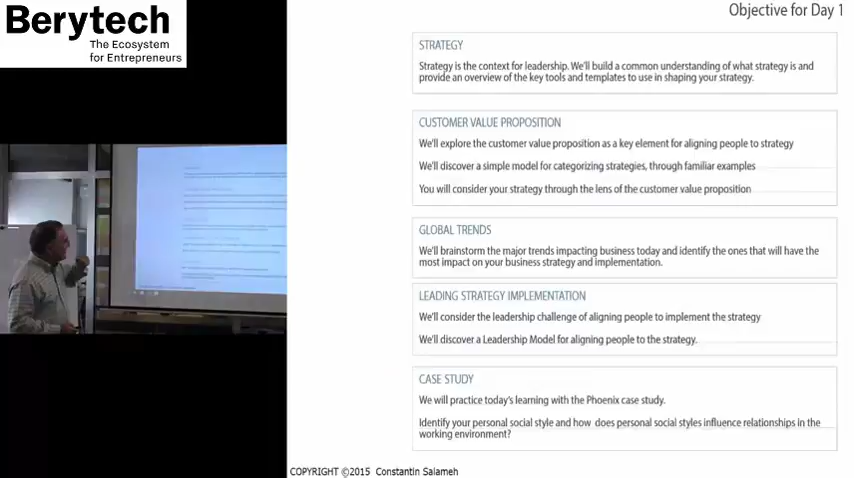 Berytech
The Ecosystem
for Entrepreneurs
Objective for Day 1
STRATEGY
Strategy is the context for leadership. We'll build a common understanding of what strategy is and
provide an overview of the key tools and templates to use in shaping your strategy.
CUSTOMER VALUE PROPOSITION
We'll explore the customer value proposition as a key element for aligning people to strategy
We'll discover a simple model for categorizing strategies, through familiar examples
You will consider your strategy through the lens of the customer value proposition
GLOBAL TRENDS
We'll brainstorm the major trends impacting business today and identify the ones that will have the
most impact on your business strategy and implementation.
LEADING STRATEGY IMPLEMENTATION
We'll consider the leadership challenge of aligning people to implement the strategy
We'll discover a Leadership Model for aligning people to the strategy.
CASE STUDY
We will practice today's learning with the Phoenix case study.
Identify your personal social style and how does personal social styles influence relationships in the
working environment?
COPYRIGHT ©2015 Constantin Salameh